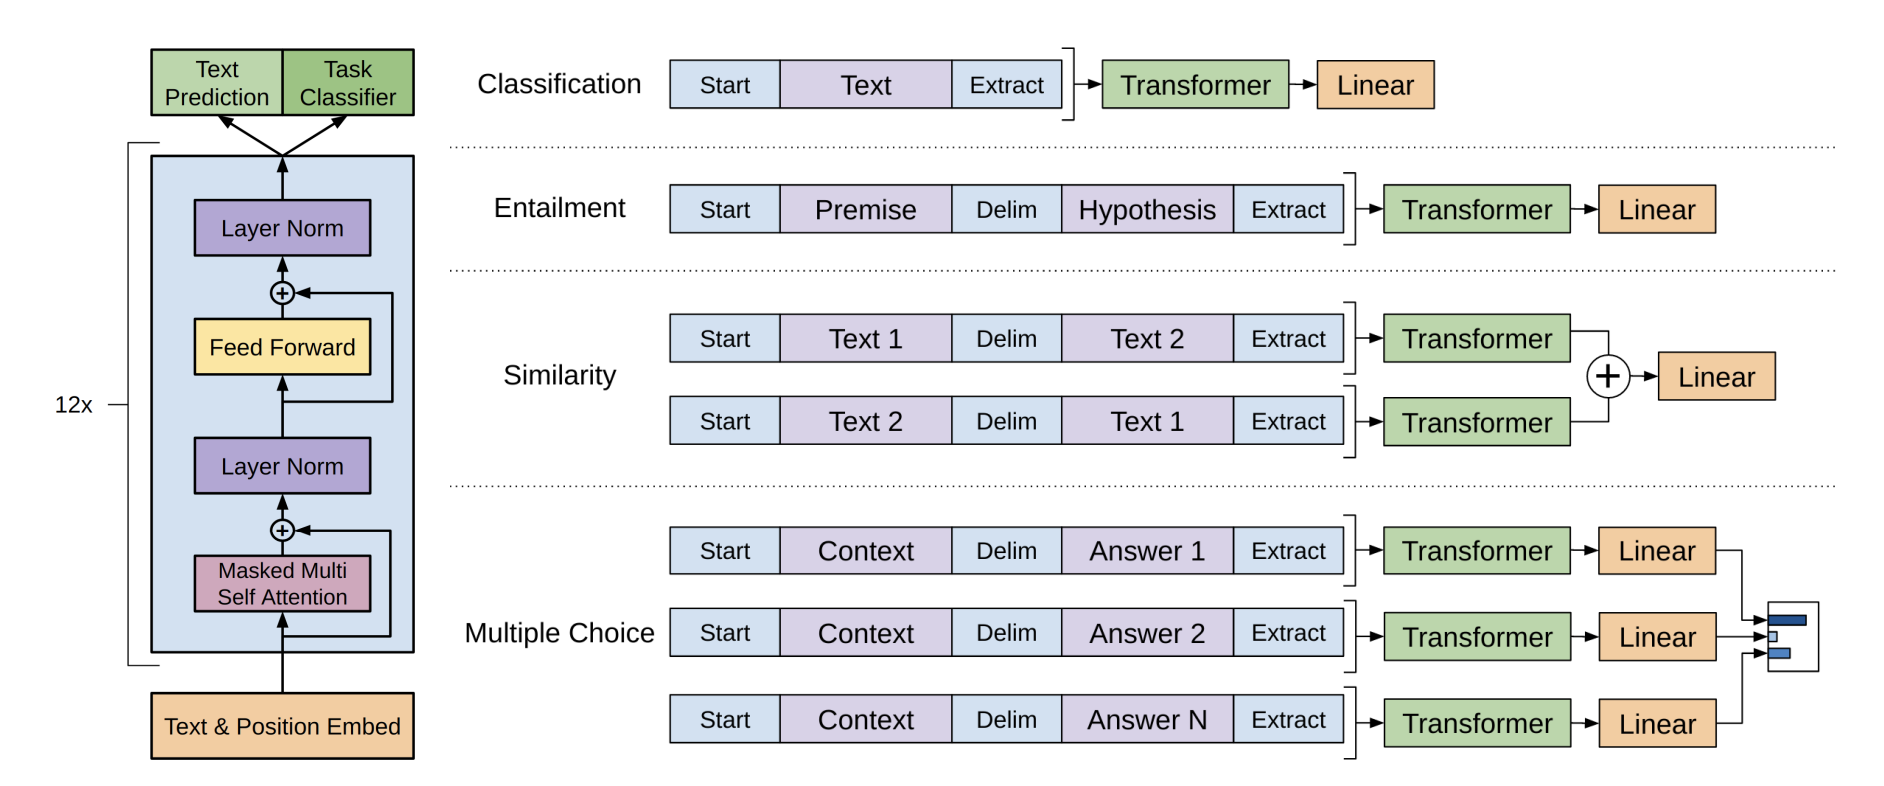 Text
Prediction
Task
Classifier
12x
Layer Norm
Feed Forward
Layer Norm
Masked Multi
Self Attention
Text & Position Embed
Classification
Start Text Extract Transformer Linear
Entailment
Start Premise Delim Hypothesis Extract Transformer Linear
Similarity
Start Text 1 Delim Text 2 Extract Transformer
Start Text 2 Delim Text 1 Extract Transformer
Linear
Multiple Choice
Start Context Delim Answer 1 Extract Transformer Linear
Start Context Delim Answer 2 Extract Transformer Linear
Start Context Delim Answer N Extract Transformer Linear